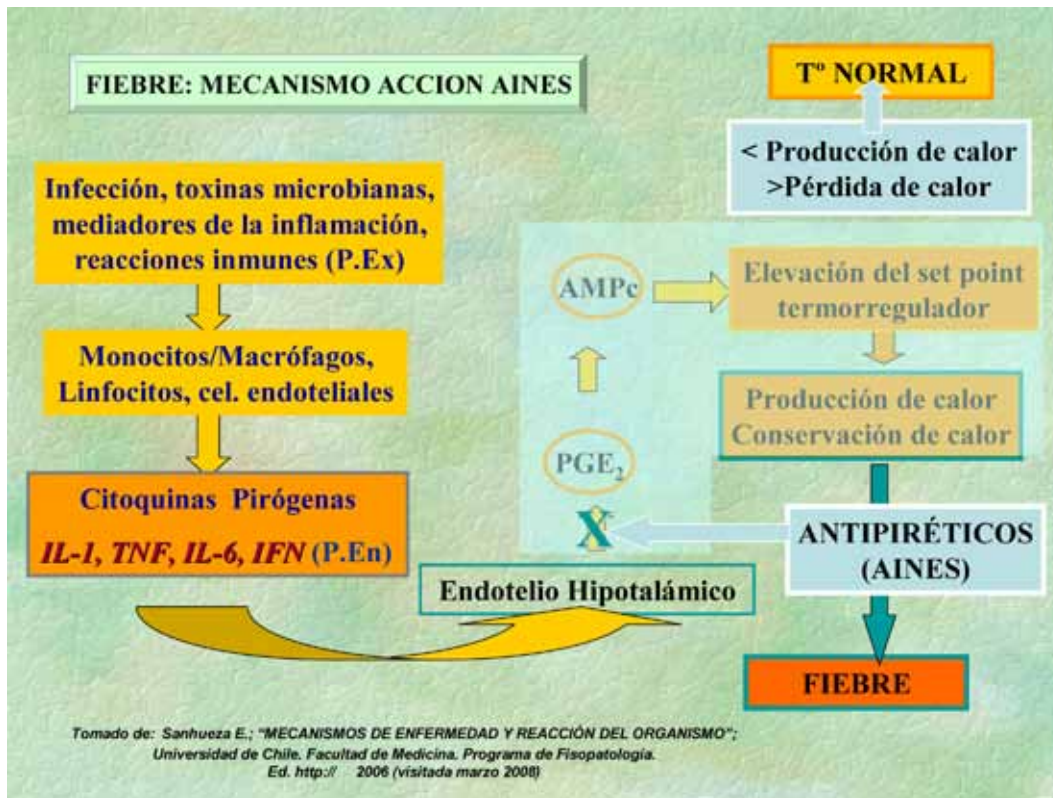 FIEBRE: MECANISMO ACCION AINES
Tº NORMAL
< Producción de calor
>Pérdida de calor
Infección, toxinas microbianas,
mediadores de la inflamación,
reacciones inmunes (P.Ex)
Monocitos/Macrófagos,
Linfocitos, cel. endoteliales
Citoquinas Pirógenas
IL-1, TNF, IL-6, IFN (P.En)
Endotelio Hipotalámico
X
PGE2
AMPc
Elevación del set point
termorregulador
Producción de calor
Conservación de calor
ANTIPIRÉTICOS
(AINES)
FIEBRE
Tomado de: Sanhueza E.; “MECANISMOS DE ENFERMEDAD Y REACCIÓN DEL ORGANISMO”;
Universidad de Chile. Facultad de Medicina. Programa de Fisopatología.
Ed. http:// 2006 (visitada marzo 2008)